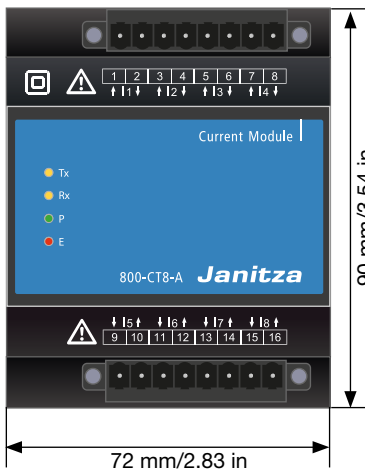 1 2 3 4 5 6 7 8
I1 I2 I3 I4
Current Module
Tx
Rx
P
E
800-CT8-A Janitza
I5 I6 I7 I8
9 10 11 12 13 14 15 16
90 mm/3.54 in
72 mm/2.83 in